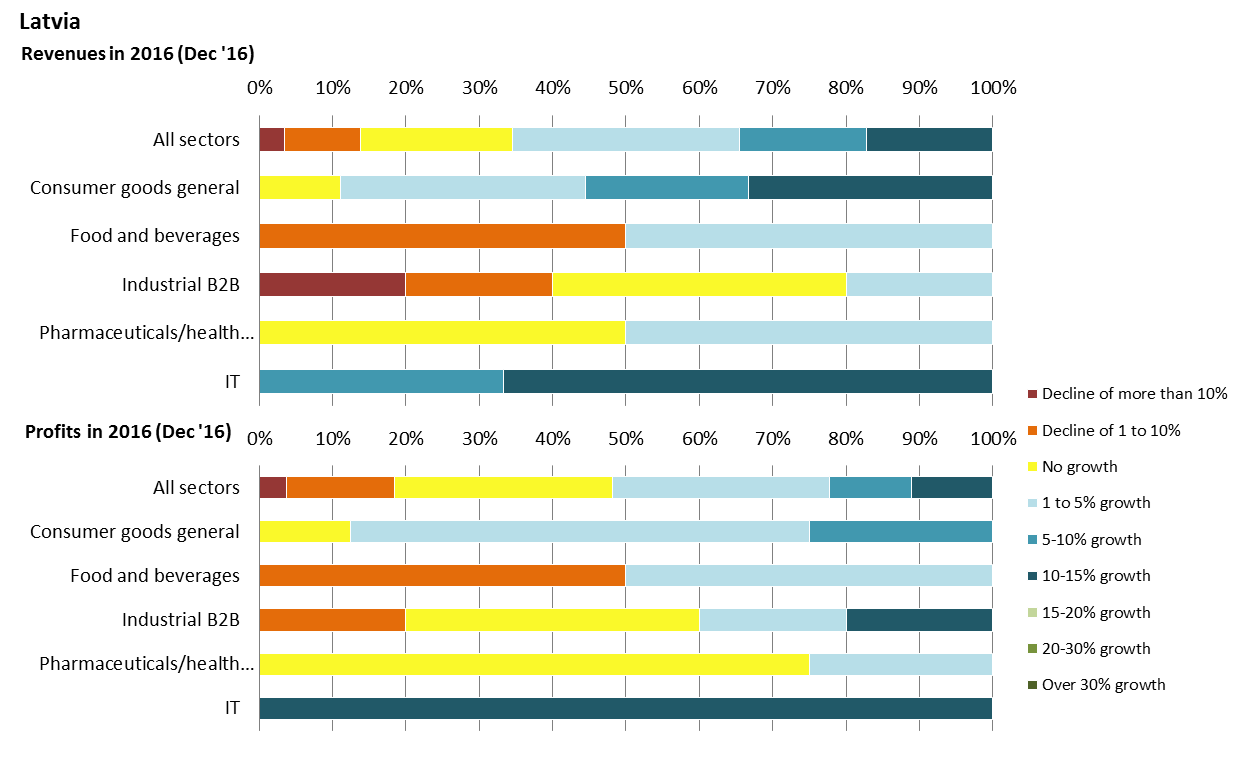 Latvia
Revenues in 2016 (Dec '16)
0% 10% 20% 30% 40% 50% 60% 70% 80% 90% 100%
All sectors
Consumer goods general
Food and beverages
Industrial B2B
Pharmaceuticals/health...
IT
Profits in 2016 (Dec '16)
0% 10% 20% 30% 40% 50% 60% 70% 80% 90% 100%
All sectors
Consumer goods general
Food and beverages
Industrial B2B
Pharmaceuticals/health...
IT
Decline of more than 10%
Decline of 1 to 10%
No growth
1 to 5% growth
5-10% growth
10-15% growth
15-20% growth
20-30% growth
Over 30% growth